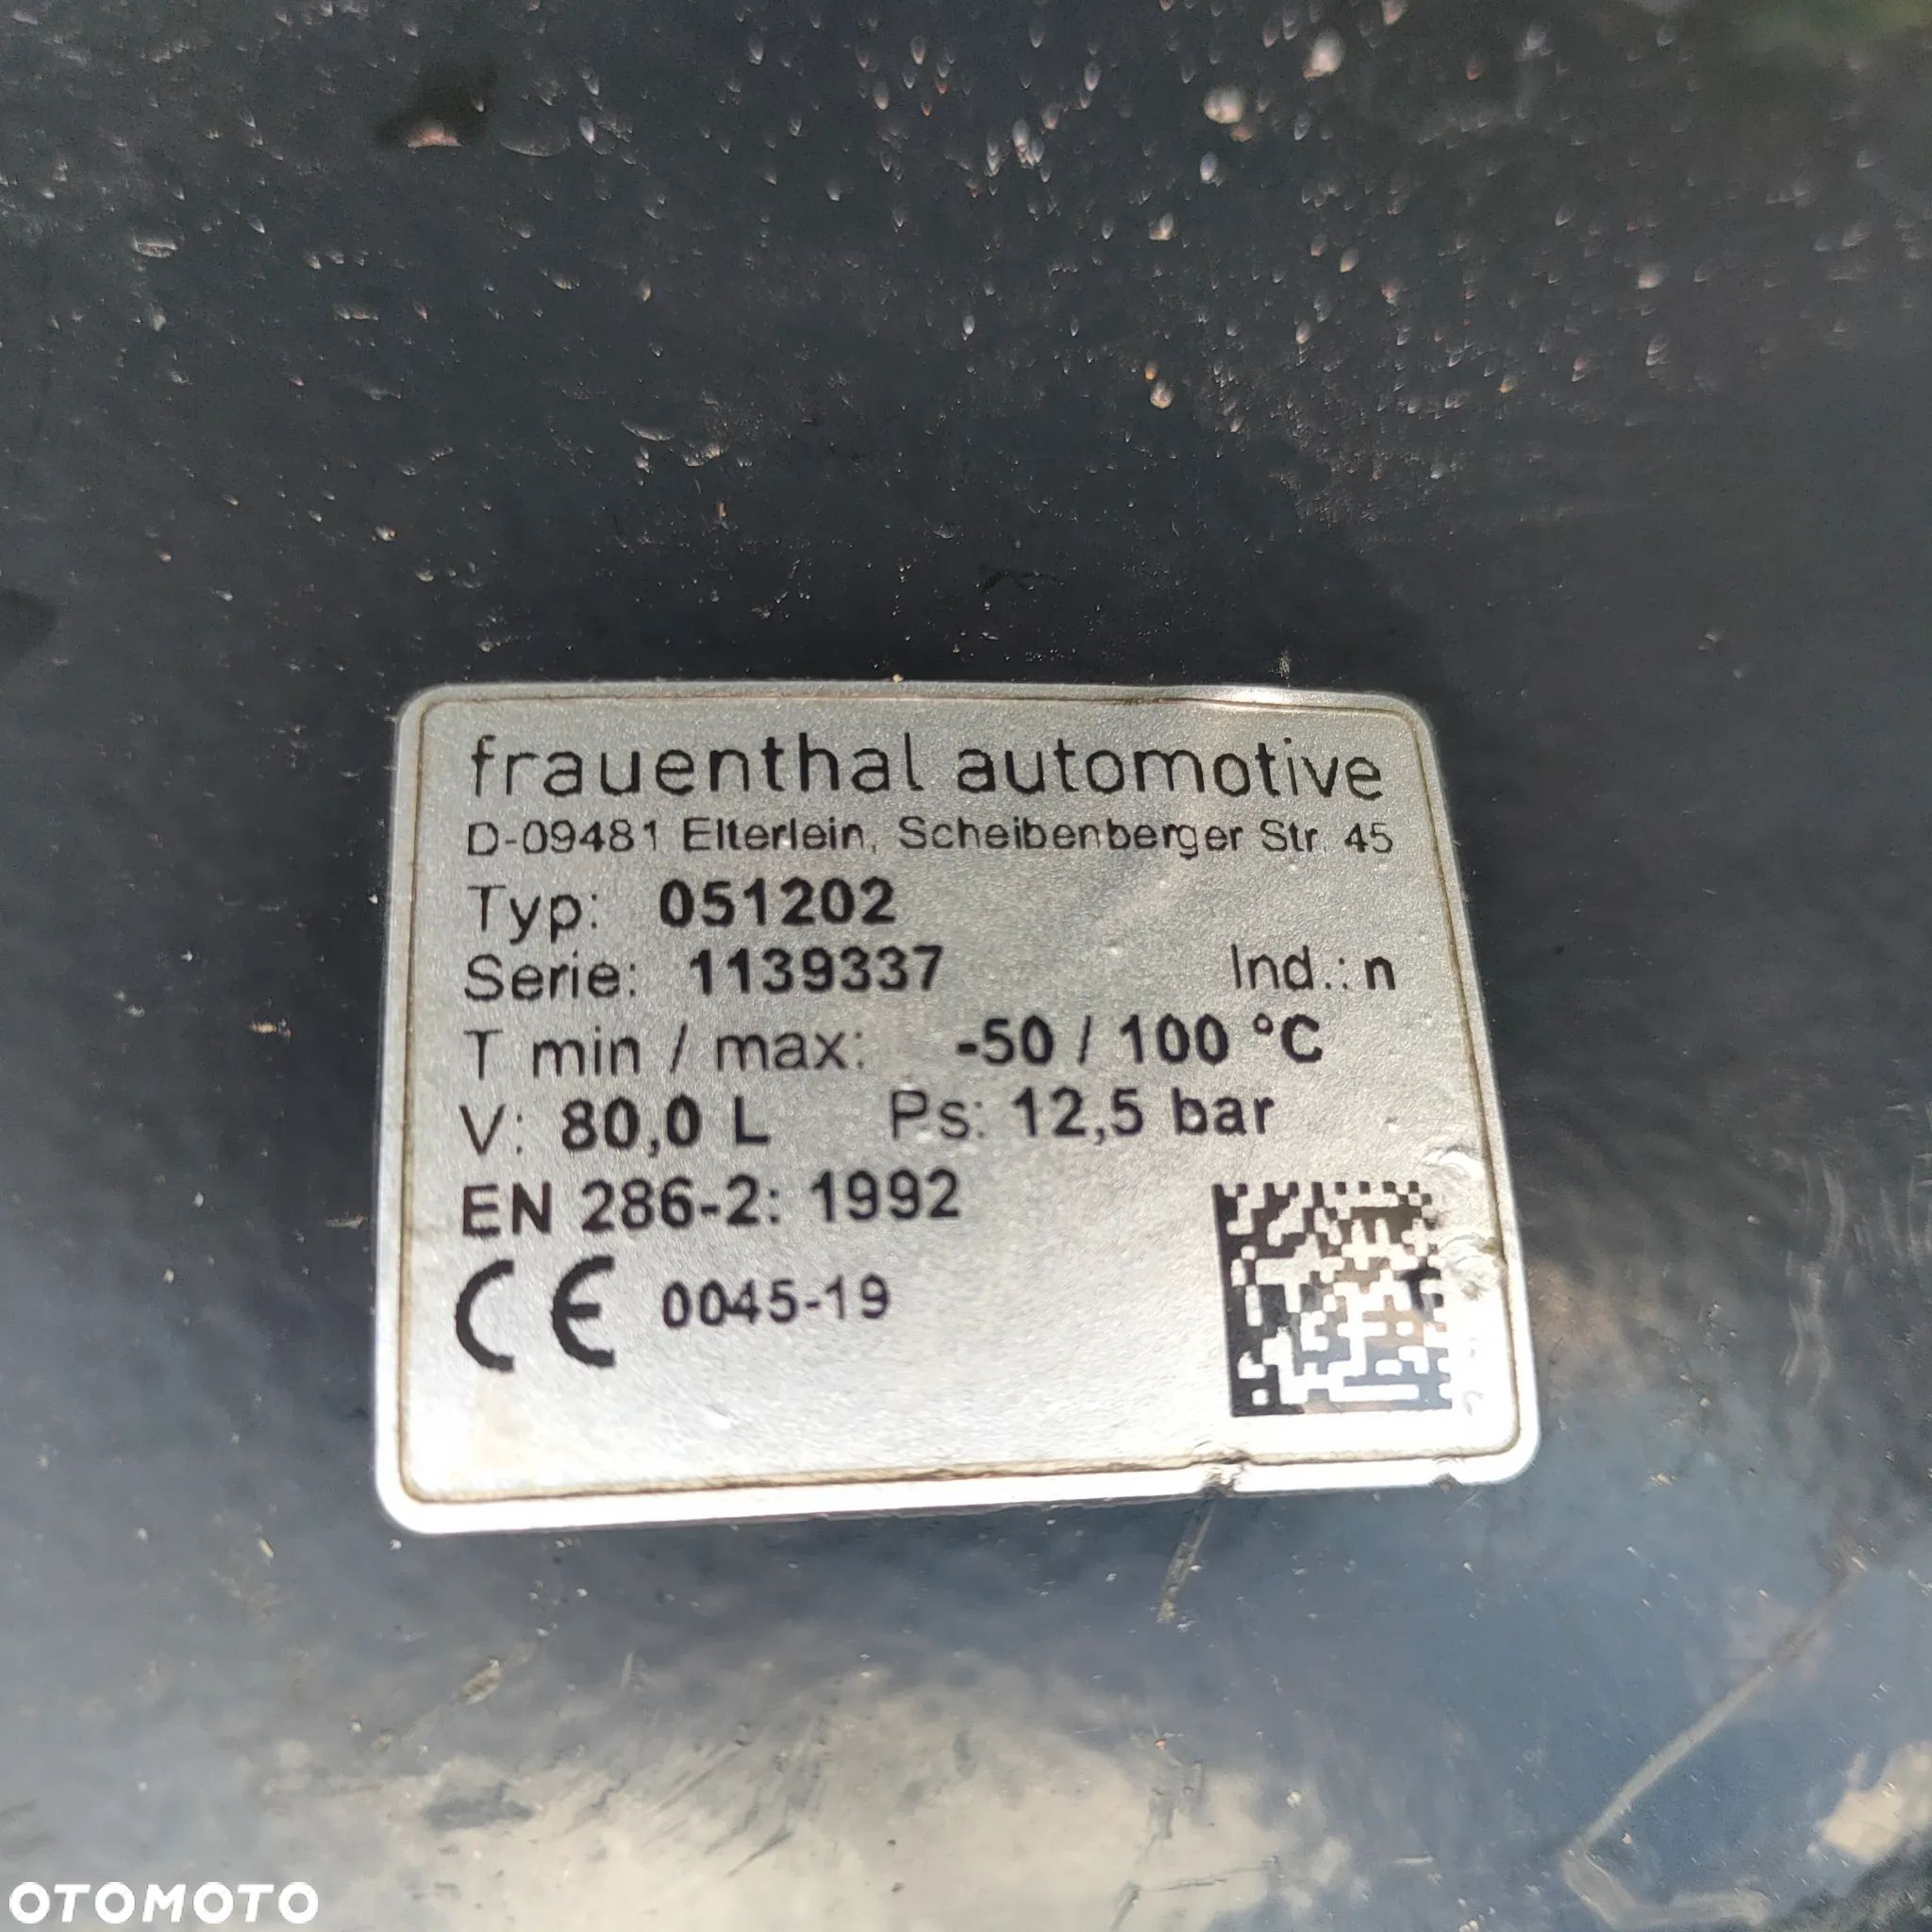 frauenthal automotive
D-09481 Elterlein, Scheibenberger Str. 45
Typ: 051202
Serie: 1139337 Ind.: n
T min / max: -50 / 100 °C
V: 80,0 L Ps: 12,5 bar
EN 286-2: 1992
CE 0045-19
OTOMOTO